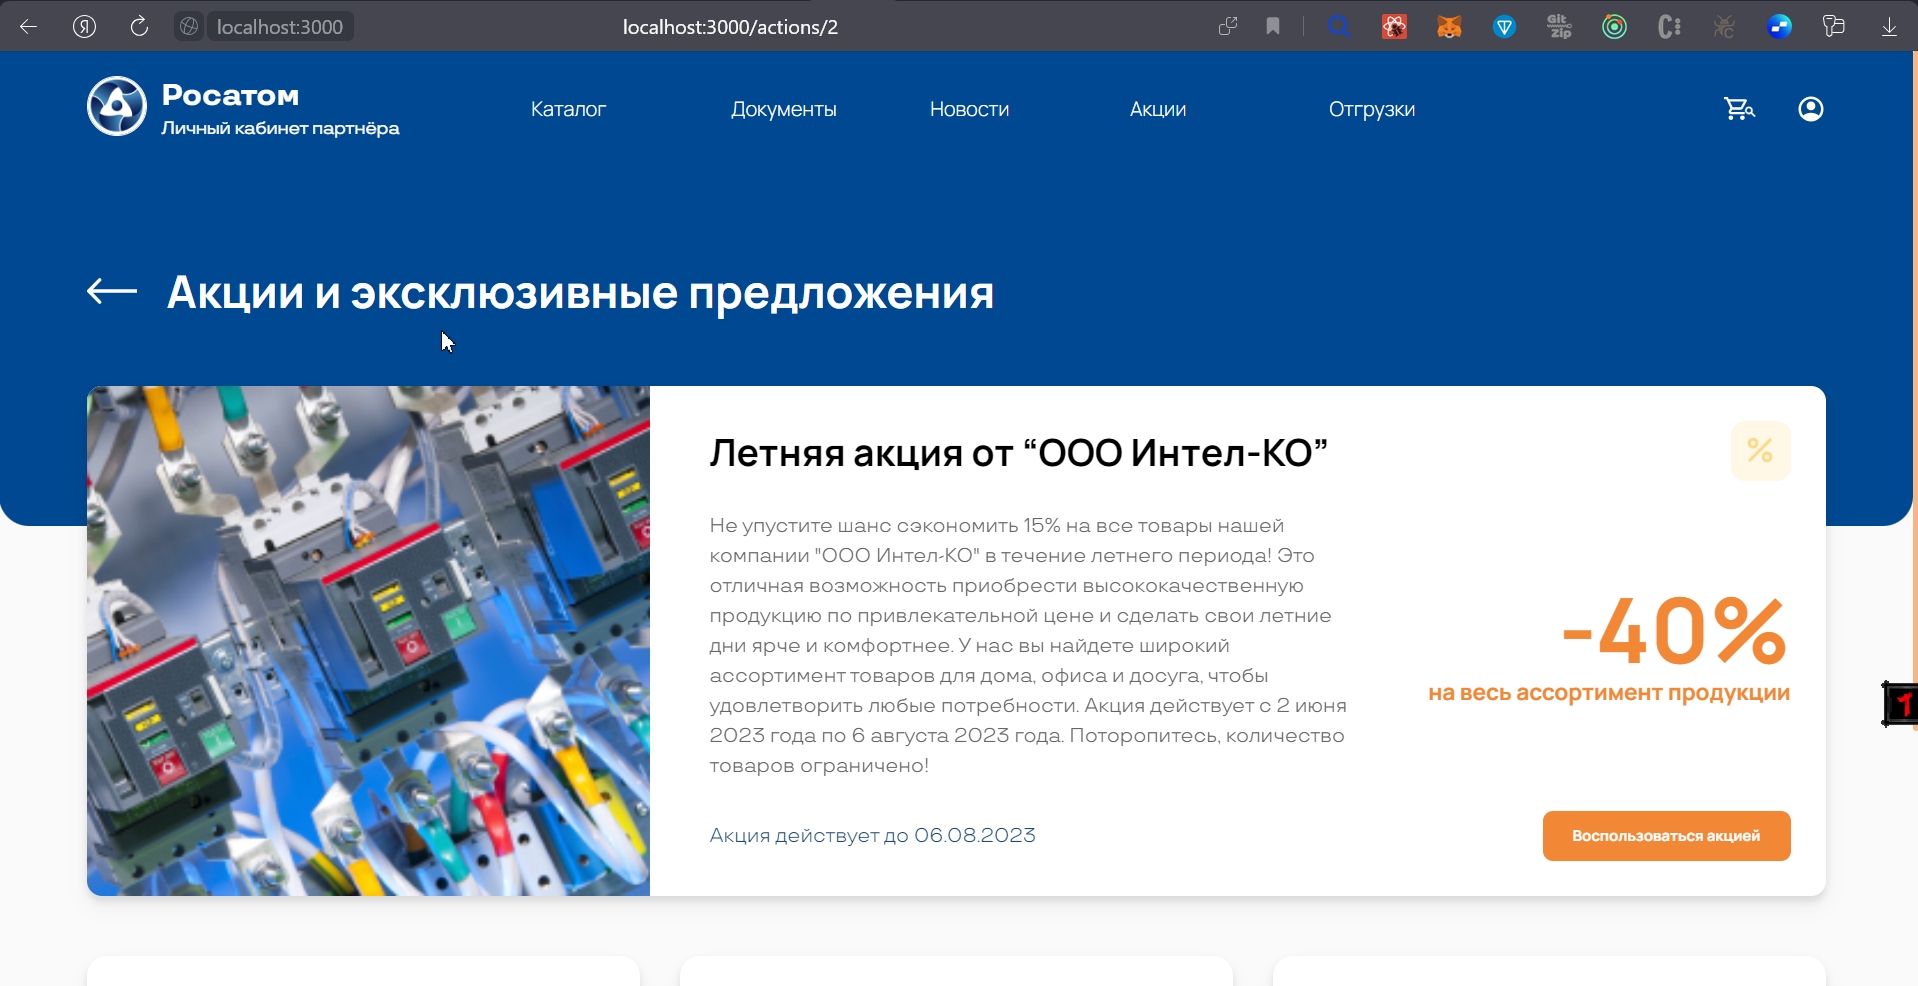 localhost:3000
localhost:3000/actions/2
Git
Zip
Росатом
Личный кабинет партнёра
Каталог
Документы
Новости
Акции
Отгрузки
Акции и эксклюзивные предложения
Летняя акция от “ООО Интел-КО”
%
Не упустите шанс сэкономить 15% на все товары нашей
компании "ООО Интел-КО" в течение летнего периода! Это
отличная возможность приобрести высококачественную
продукцию по привлекательной цене и сделать свои летние
дни ярче и комфортнее. У нас вы найдете широкий
ассортимент товаров для дома, офиса и досуга, чтобы
удовлетворить любые потребности. Акция действует с 2 июня
2023 года по 6 августа 2023 года. Поторопитесь, количество
товаров ограничено!
-40%
на весь ассортимент продукции
Акция действует до 06.08.2023
Воспользоваться акцией